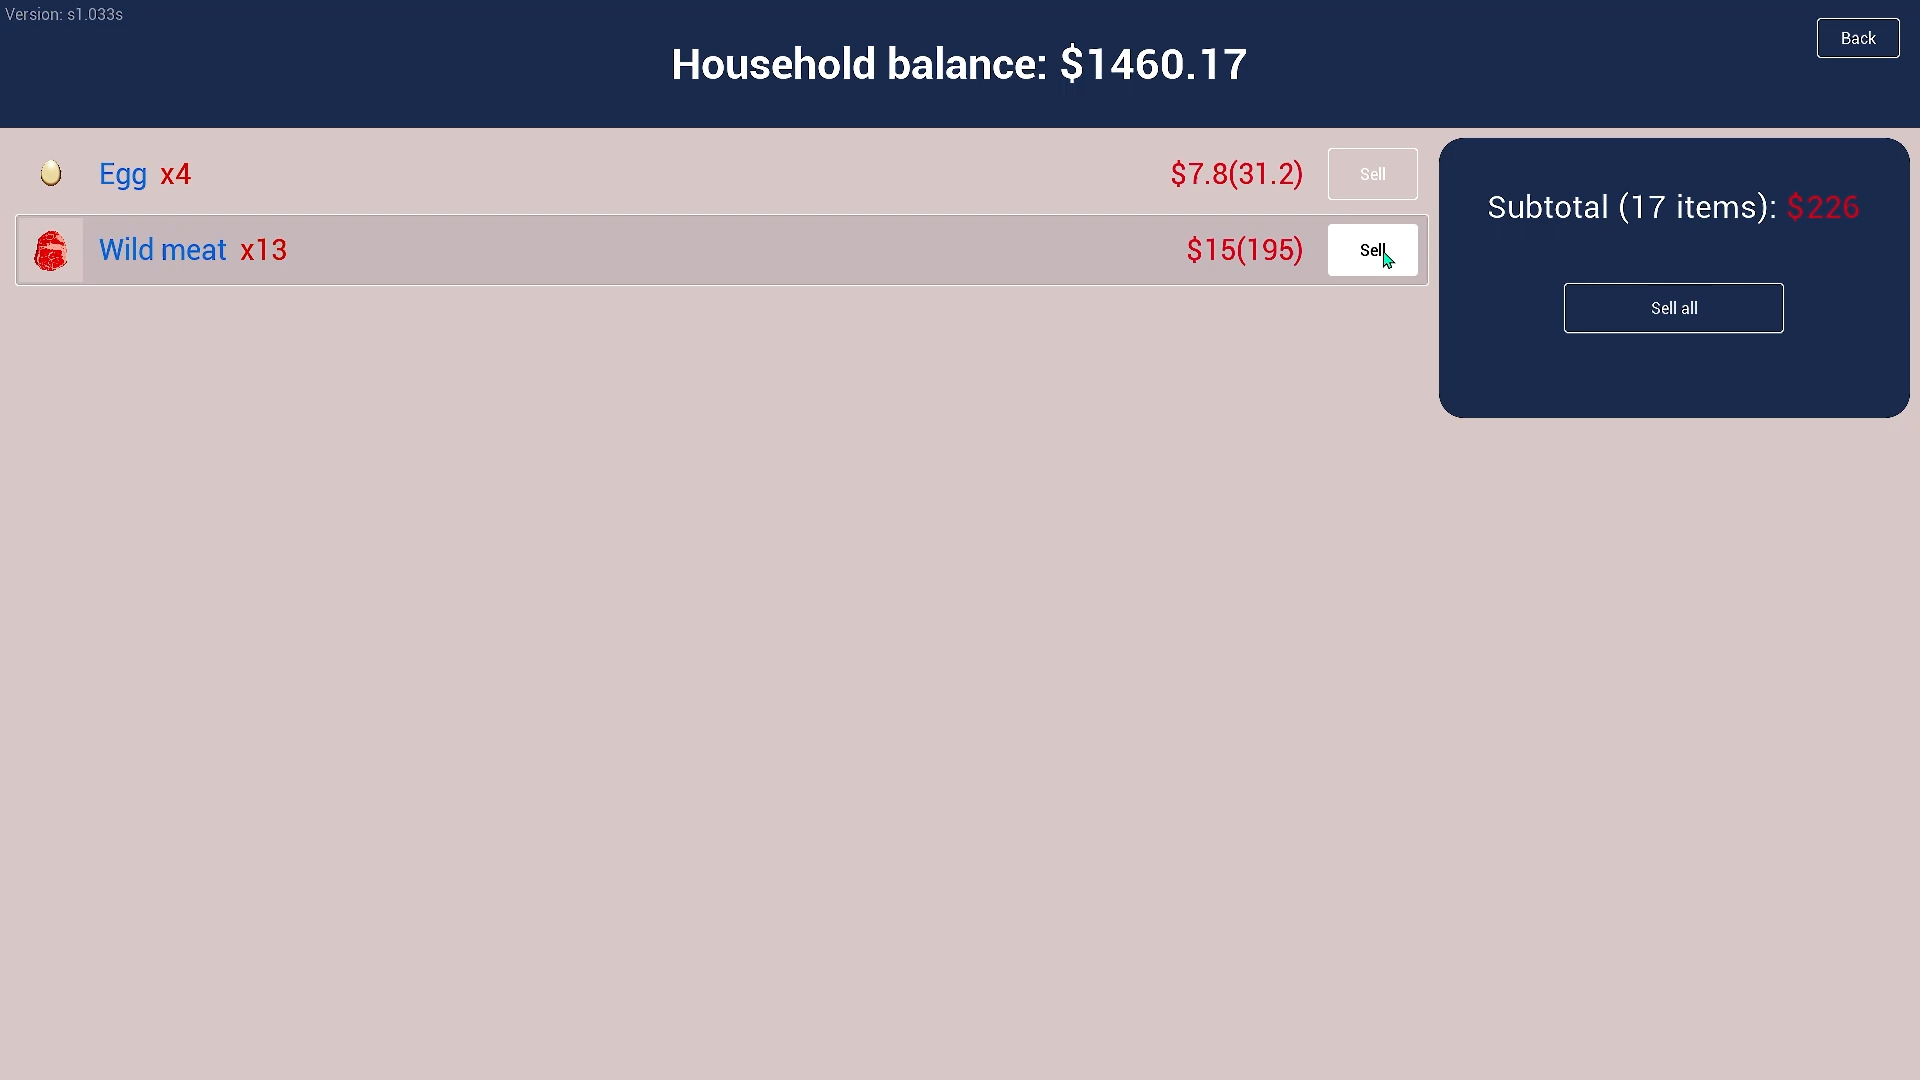 Version: s1.033s
Back
Household balance: $1460.17
Egg x4 $7.8(31.2) Sell
Wild meat x13 $15(195) Sell
Subtotal (17 items): $226
Sell all